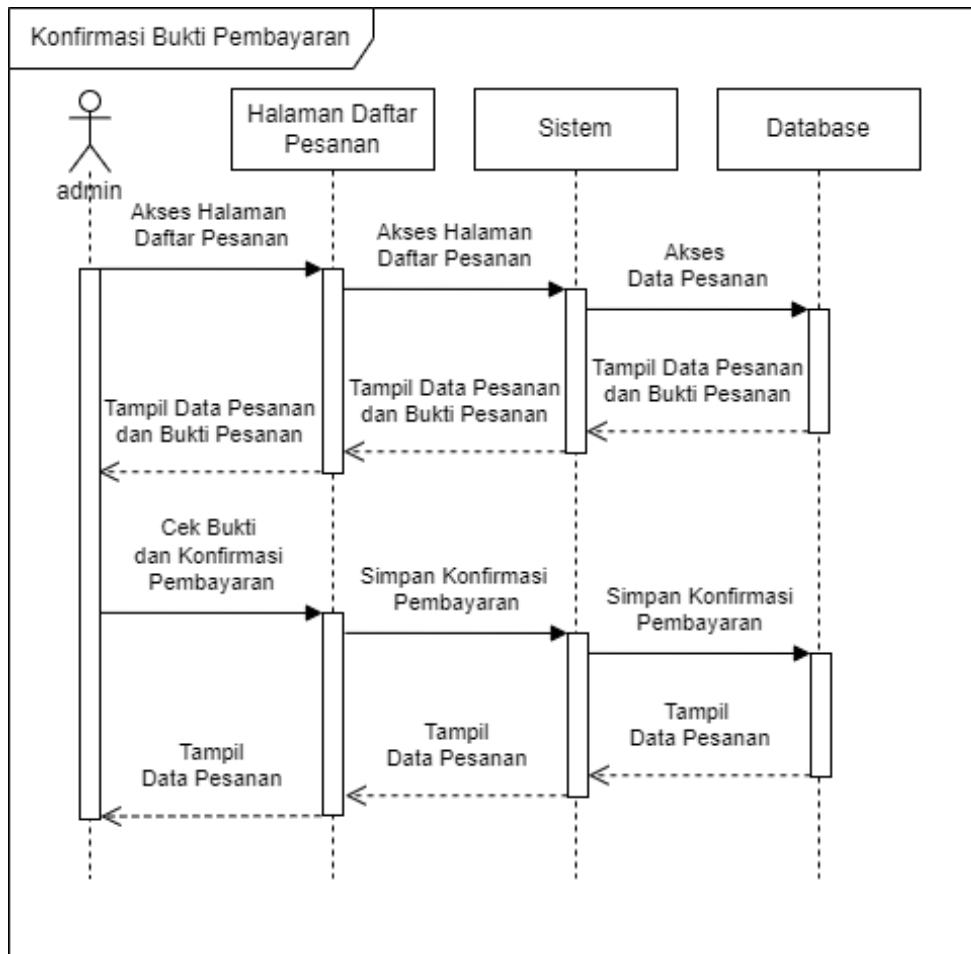 Konfirmasi Bukti Pembayaran
Halaman Daftar
Pesanan
Sistem
Database
admin
Akses Halaman
Daftar Pesanan
Akses Halaman
Daftar Pesanan
Akses
Data Pesanan
Tampil Data Pesanan
dan Bukti Pesanan
Tampil Data Pesanan
dan Bukti Pesanan
Tampil Data Pesanan
dan Bukti Pesanan
Cek Bukti
dan Konfirmasi
Pembayaran
Simpan Konfirmasi
Pembayaran
Simpan Konfirmasi
Pembayaran
Tampil
Data Pesanan
Tampil
Data Pesanan
Tampil
Data Pesanan